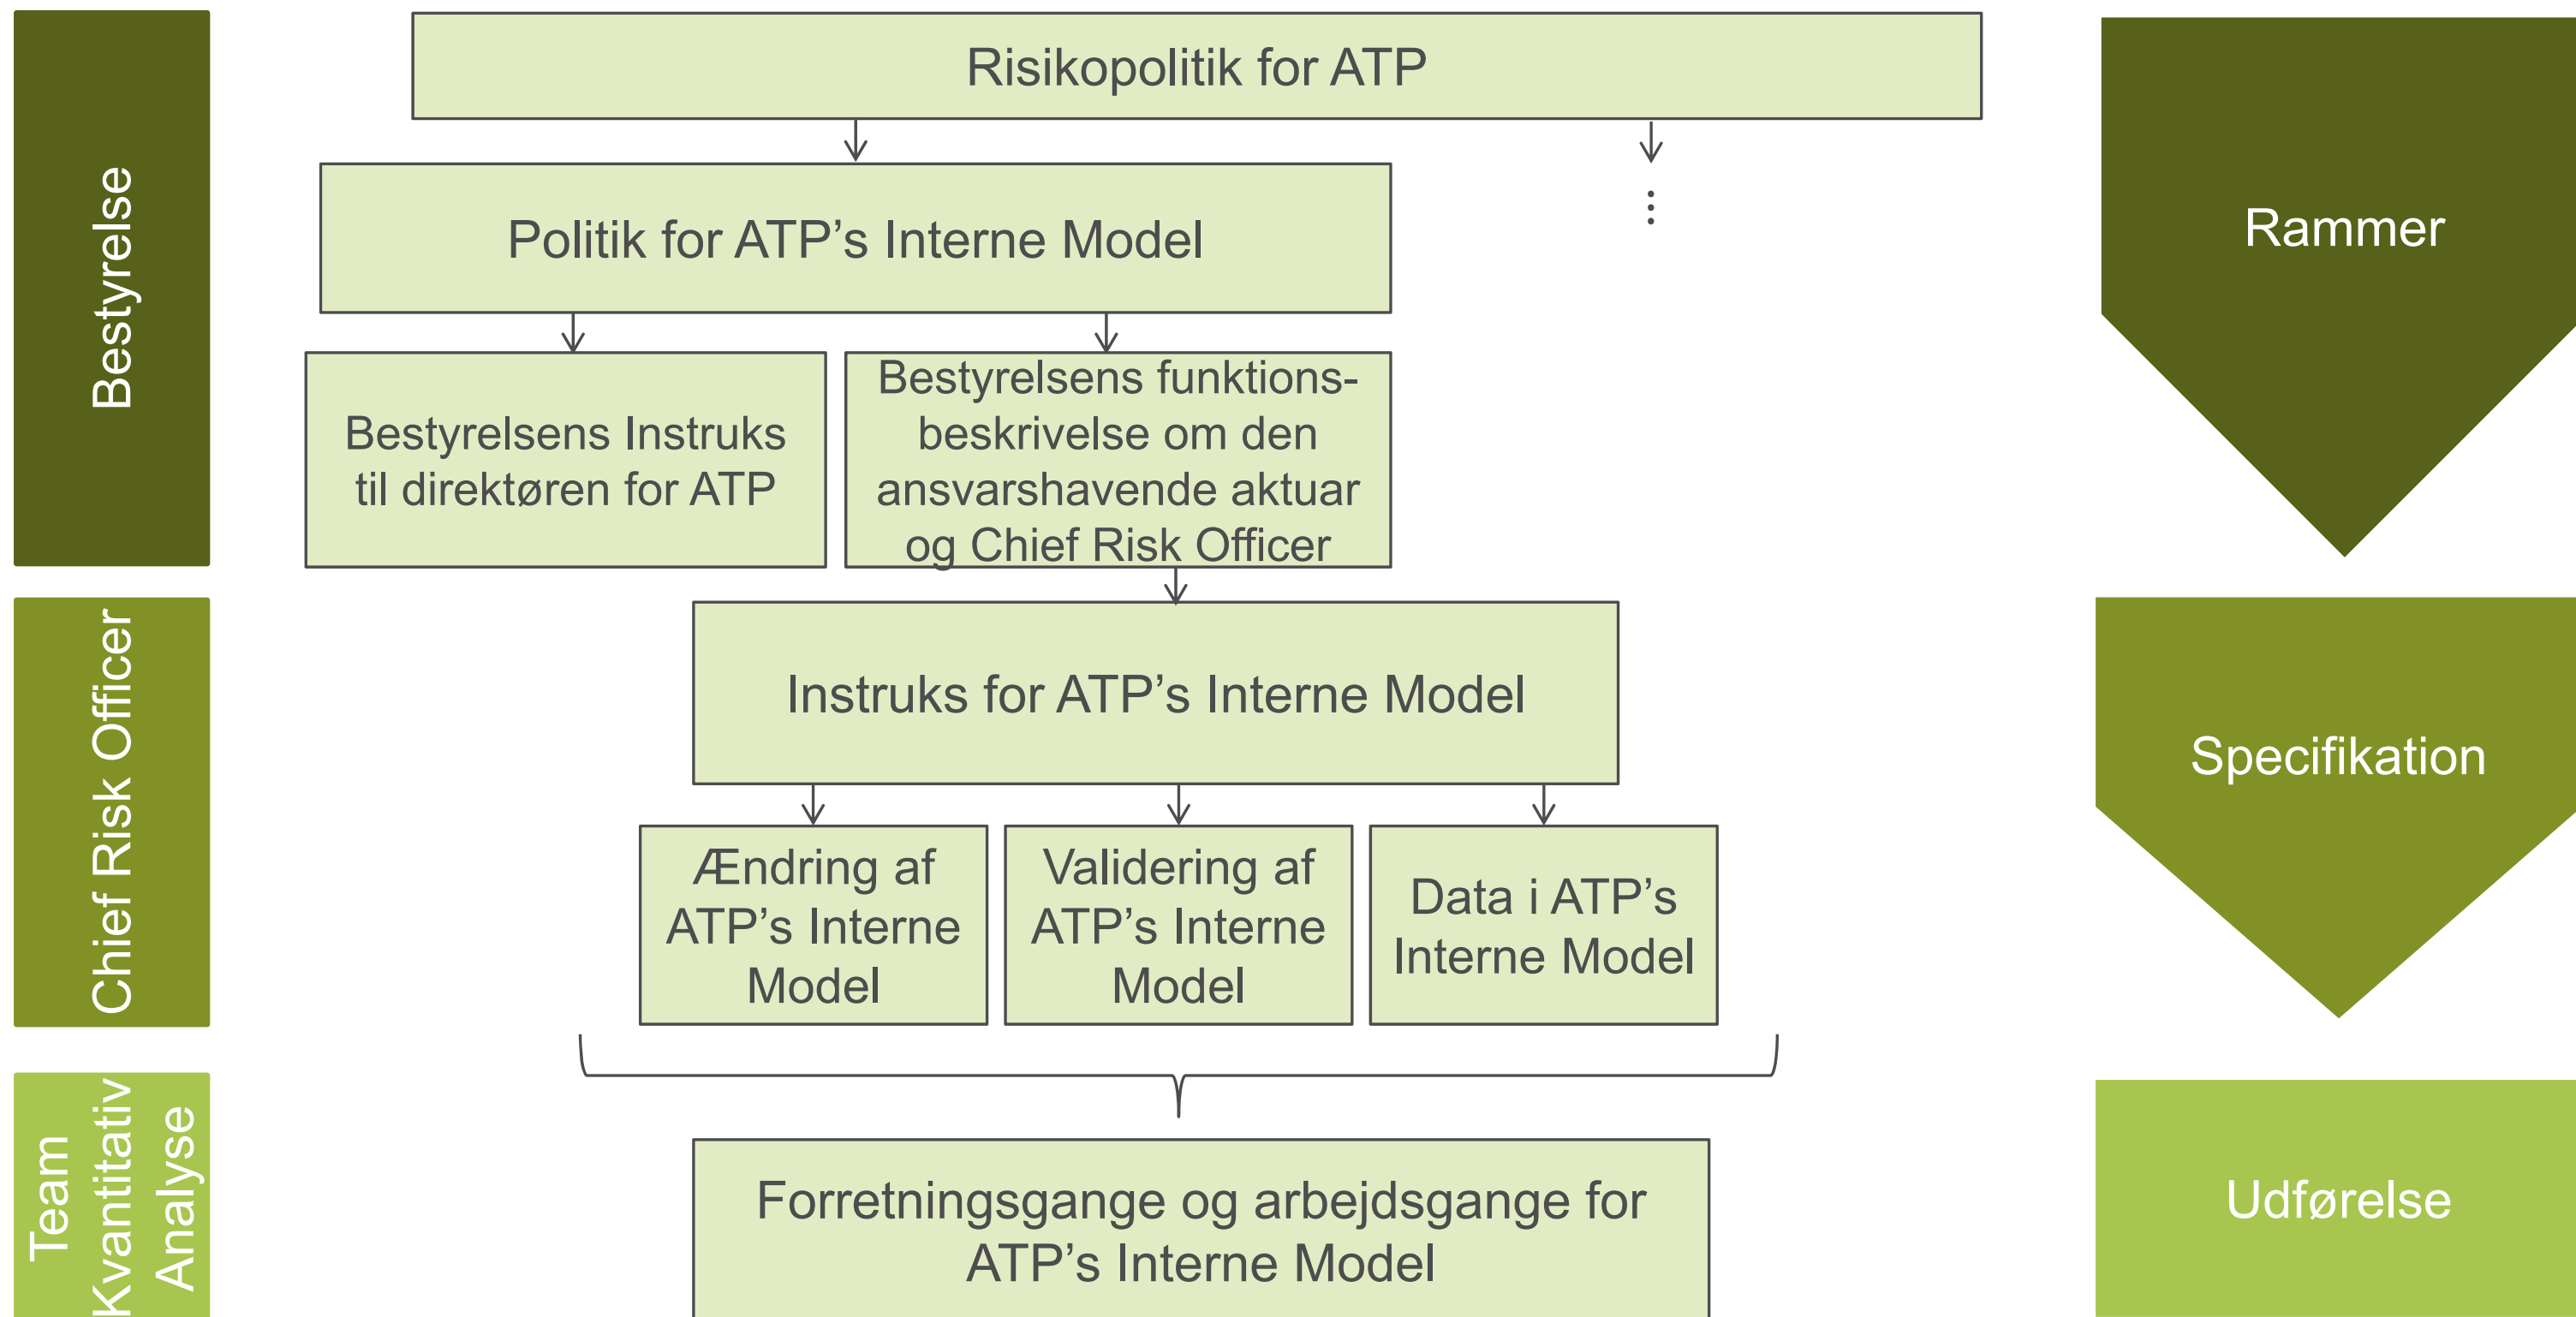 Bestyrelse
Risikopolitik for ATP
Politik for ATP’s Interne Model
...
Bestyrelsens Instruks
til direktøren for ATP
Bestyrelsens funktions-
beskrivelse om den
ansvarshavende aktuar
og Chief Risk Officer
Rammer
Chief Risk Officer
Instruks for ATP’s Interne Model
Ændring af
ATP’s Interne
Model
Validering af
ATP’s Interne
Model
Data i ATP’s
Interne Model
Specifikation
Team
Kvantitativ
Analyse
Forretningsgange og arbejdsgange for
ATP’s Interne Model
Udførelse